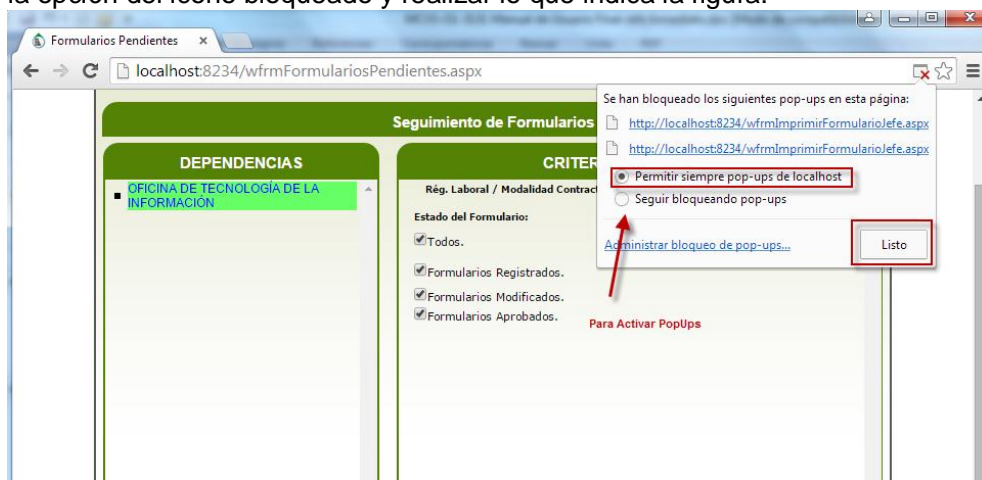 la opción del icono bloqueado y realizar lo que indica la figura.
Formularios Pendientes
localhost:8234/wfrmFormulariosPendientes.aspx
Se han bloqueado los siguientes pop-ups en esta página:
http://localhost:8234/wfrmImprimirFormularioJefe.aspx
http://localhost:8234/wfrmImprimirFormularioJefe.aspx
Permitir siempre pop-ups de localhost
Seguir bloqueando pop-ups
Administrar bloqueo de pop-ups...
Listo
Seguimiento de Formularios
DEPENDENCIAS
OFICINA DE TECNOLOGÍA DE LA
INFORMACIÓN
CRITER
Rég. Laboral / Modalidad Contract
Estado del Formulario:
Todos.
Formularios Registrados.
Formularios Modificados.
Formularios Aprobados.
Para Activar PopUps